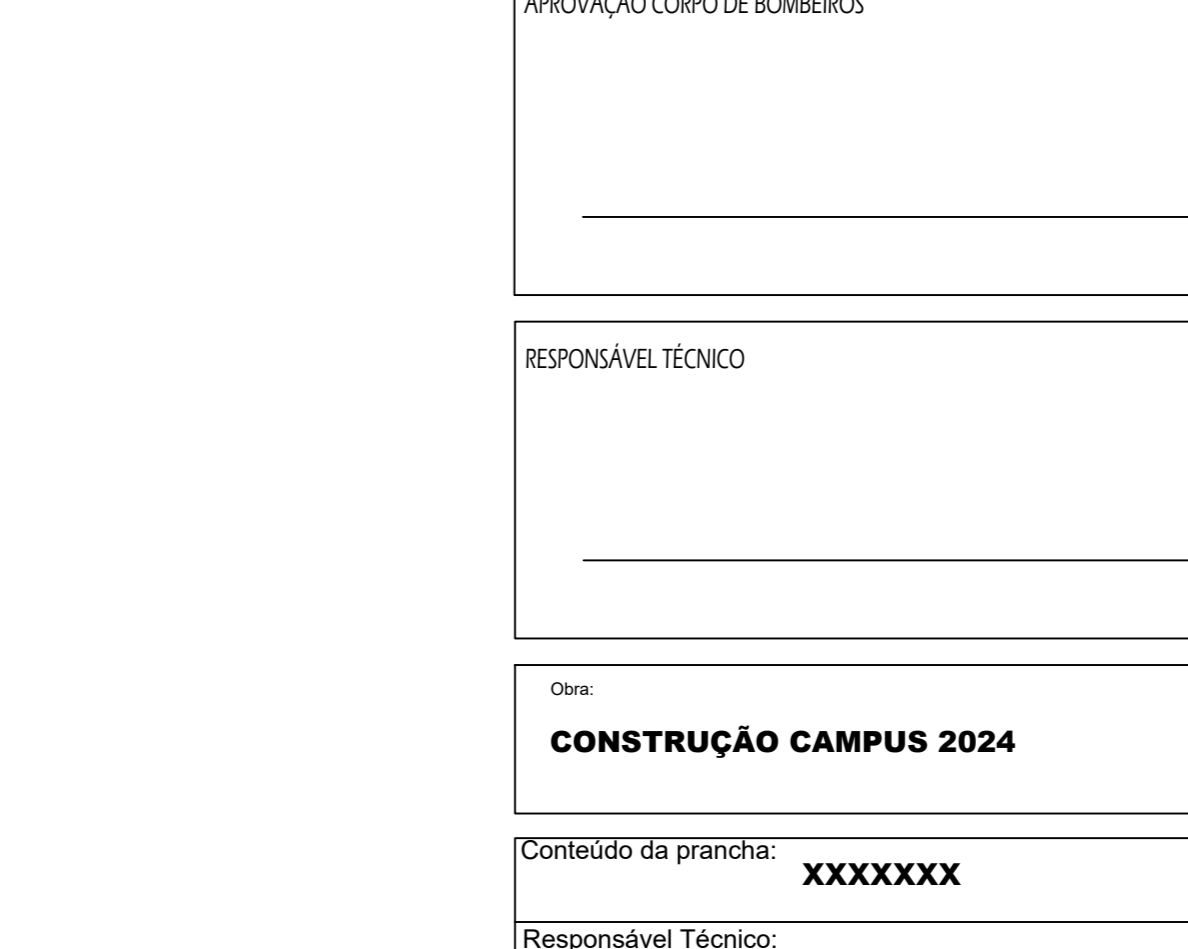 APROVAÇÃO CORPO DE BOMBEIROS
RESPONSÁVEL TÉCNICO
Obra:
CONSTRUÇÃO CAMPUS 2024
Conteúdo da prancha:
XXXXXXX
Responsável Técnico: